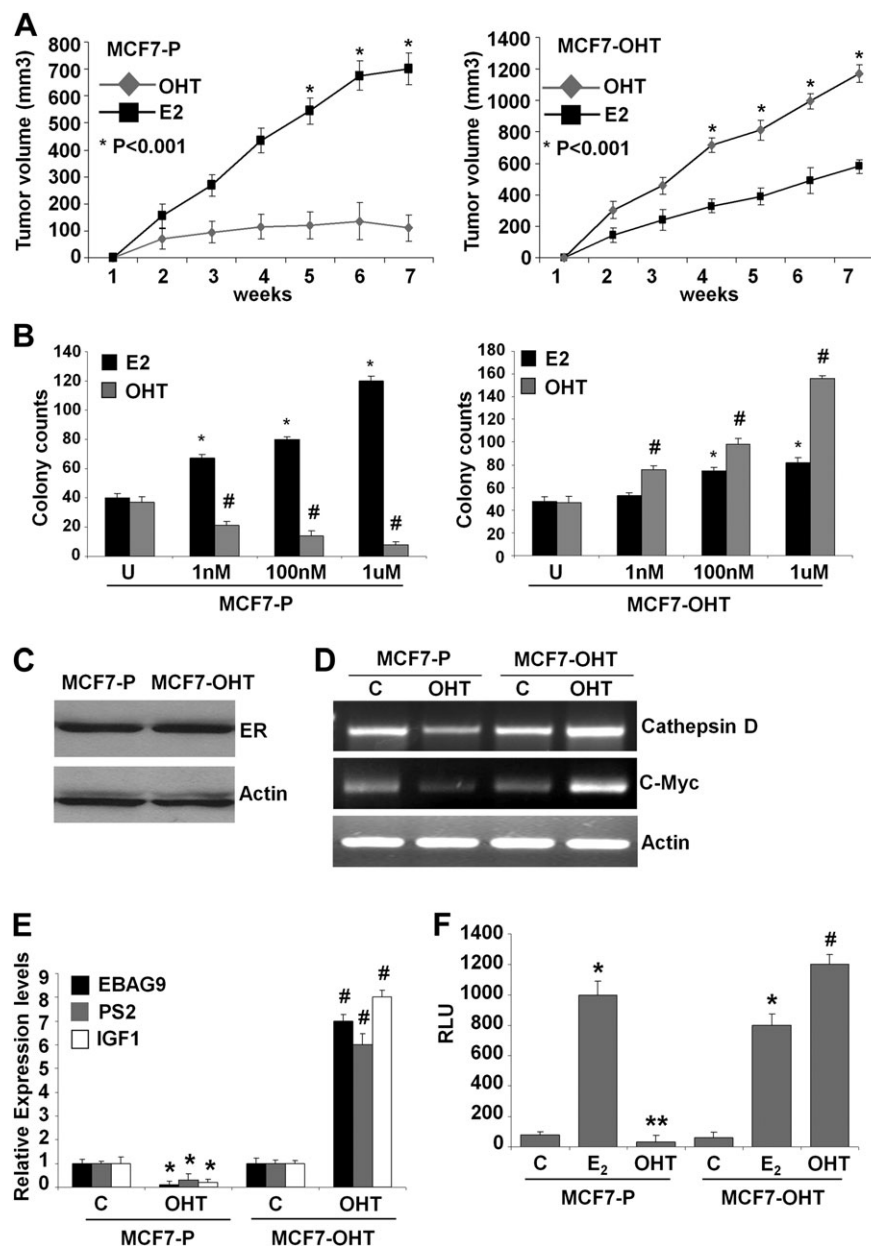 A
MCF7-P
OHT
E2
* P<0.001
Tumor volume (mm3)
800
700
600
500
400
300
200
100
0
* * *
1 2 3 4 5 6 7
weeks
MCF7-OHT
OHT
E2
* P<0.001
Tumor volume (mm3)
1400
1200
1000
800
600
400
200
0
* * * *
1 2 3 4 5 6 7
weeks
B
E2
OHT
Colony counts
140
120
100
80
60
40
20
0
* # * # * #
U 1nM 100nM 1uM
MCF7-P
E2
OHT
Colony counts
180
160
140
120
100
80
60
40
20
0
# * # * #
U 1nM 100nM 1uM
MCF7-OHT
C
MCF7-P MCF7-OHT
ER
Actin
D
MCF7-P MCF7-OHT
C OHT C OHT
Cathepsin D
C-Myc
Actin
E
EBAG9
PS2
IGF1
Relative Expression levels
9
8
7
6
5
4
3
2
1
0
* * * # # #
C OHT C OHT
MCF7-P MCF7-OHT
F
RLU
1400
1200
1000
800
600
400
200
0
* ** * #
C E2 OHT C E2 OHT
MCF7-P MCF7-OHT